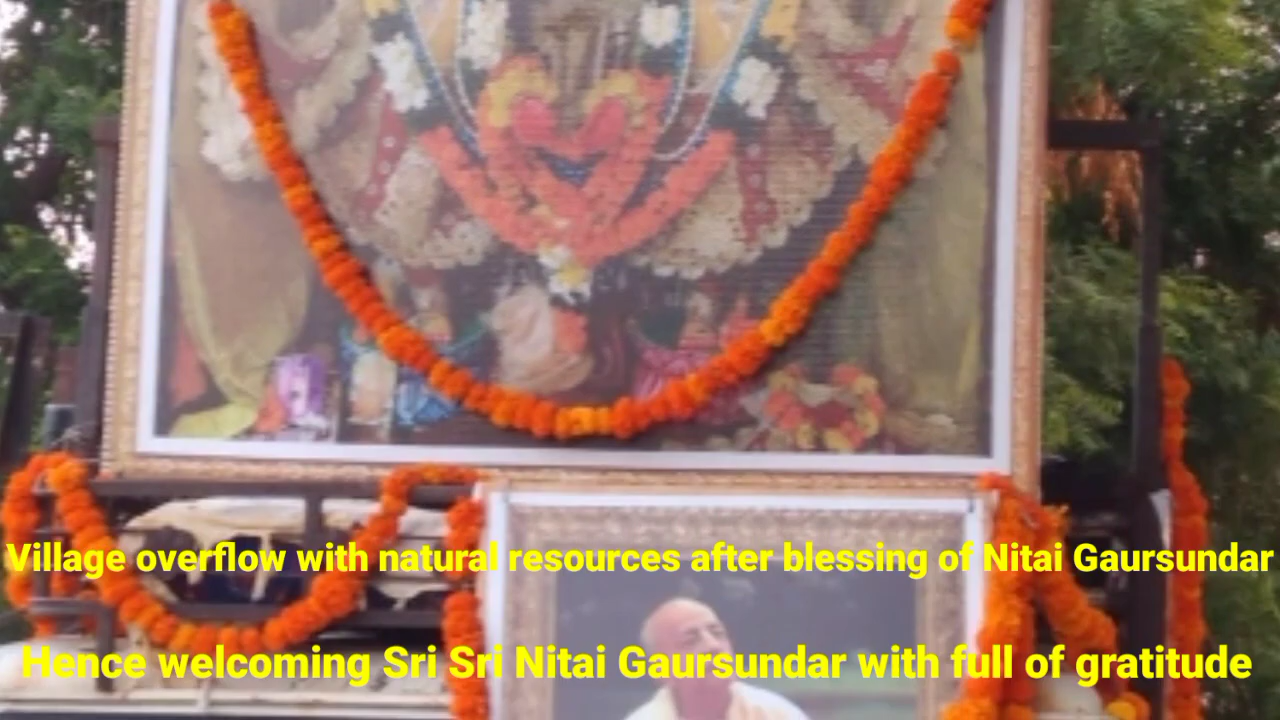 Village overflow with natural resources after blessing of Nitai Gaursundar
Hence welcoming Sri Sri Nitai Gaursundar with full of gratitude